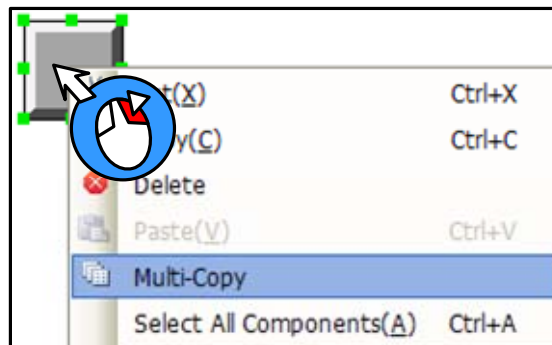 t(X) Ctrl+X
y(C) Ctrl+C
Delete
Paste(V) Ctrl+V
Multi-Copy
Select All Components(A) Ctrl+A